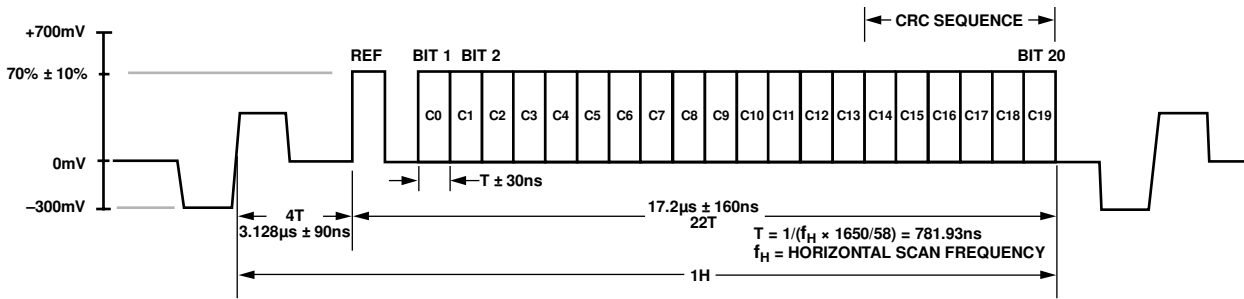 CRC SEQUENCE
+700mV
REF
BIT 1
BIT 2
BIT 20
70% ± 10%
C0
C1
C2
C3
C4
C5
C6
C7
C8
C9
C10
C11
C12
C13
C14
C15
C16
C17
C18
C19
0mV
T ± 30ns
–300mV
4T
3.128µs ± 90ns
17.2µs ± 160ns
22T
T = 1/(fH × 1650/58) = 781.93ns
fH = HORIZONTAL SCAN FREQUENCY
1H